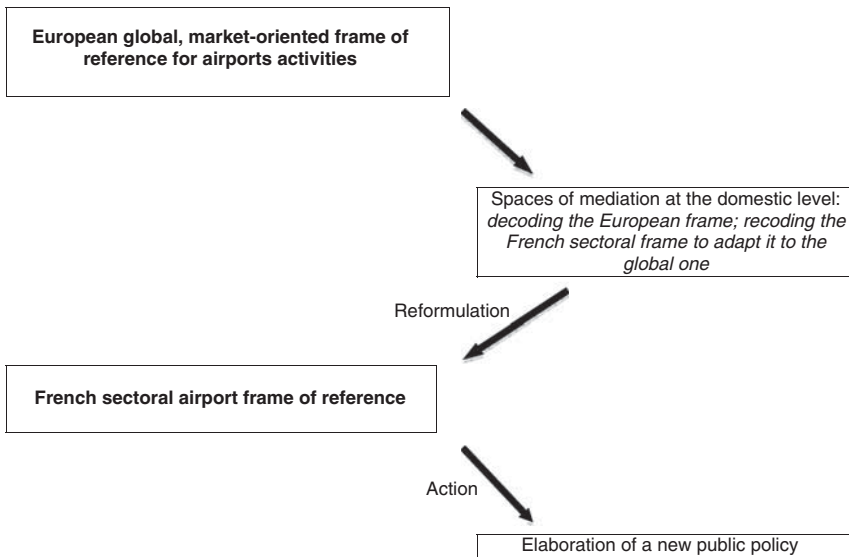 European global, market-oriented frame of
reference for airports activities
Spaces of mediation at the domestic level:
decoding the European frame; recoding the
French sectoral frame to adapt it to the
global one
Reformulation
French sectoral airport frame of reference
Action
Elaboration of a new public policy